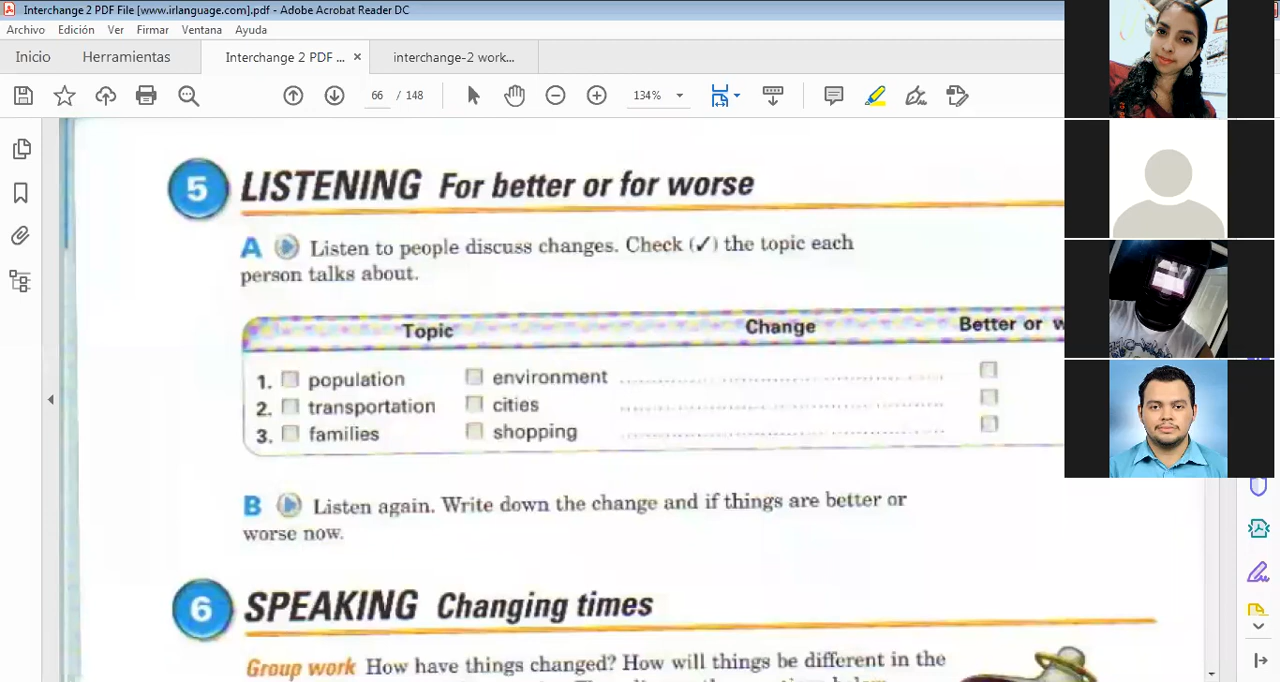 Interchange 2 PDF File [www.irlanguage.com].pdf - Adobe Acrobat Reader DC
Archivo Edición Ver Firmar Ventana Ayuda
Inicio Herramientas Interchange 2 PDF ... × interchange-2 work...
66 / 148 134%
5 LISTENING For better or for worse
A Listen to people discuss changes. Check (✓) the topic each
person talks about.
Topic Change Better or w
1. population environment
2. transportation cities
3. families shopping
B Listen again. Write down the change and if things are better or
worse now.
6 SPEAKING Changing times
Group work How have things changed? How will things be different in the